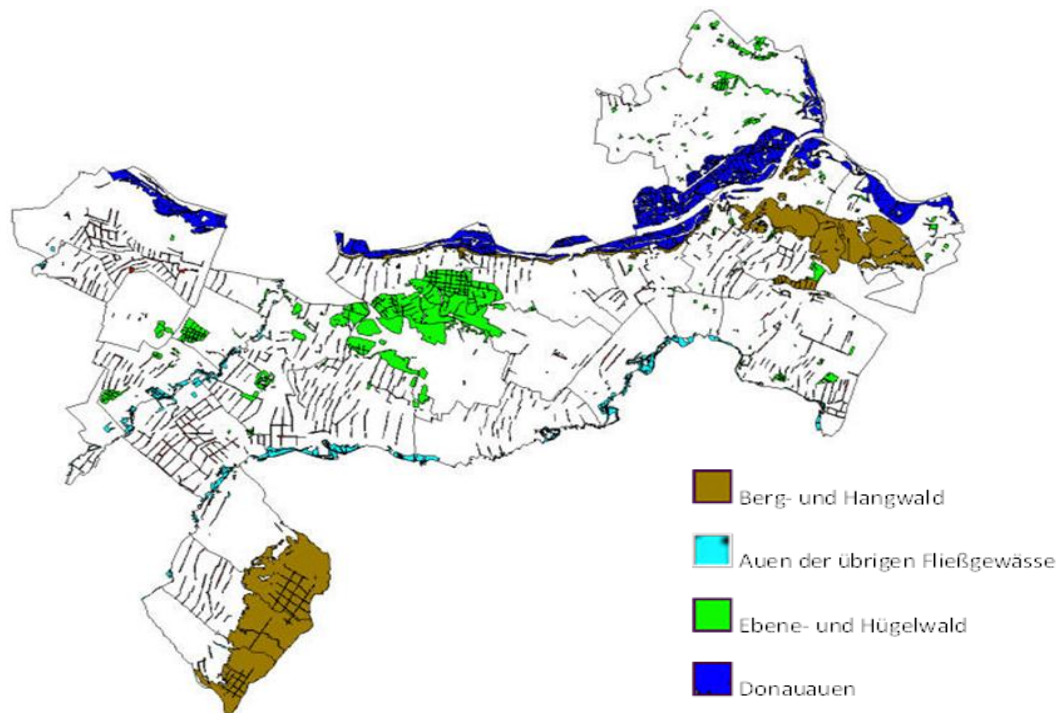 Berg- und Hangwald
Auen der übrigen Fließgewässe
Ebene- und Hügelwald
Donauauen